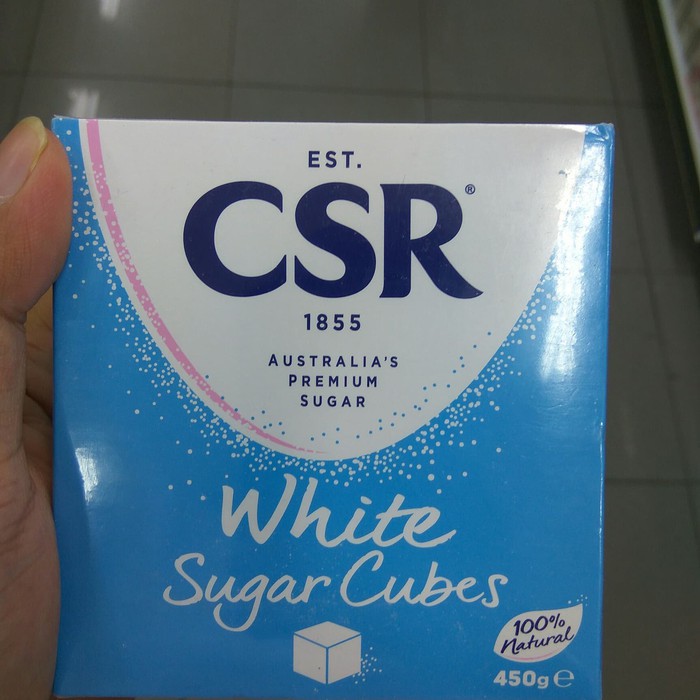 EST.
CSR®
1855
AUSTRALIA'S
PREMIUM
SUGAR
White
Sugar Cubes
100%
Natural
450g e